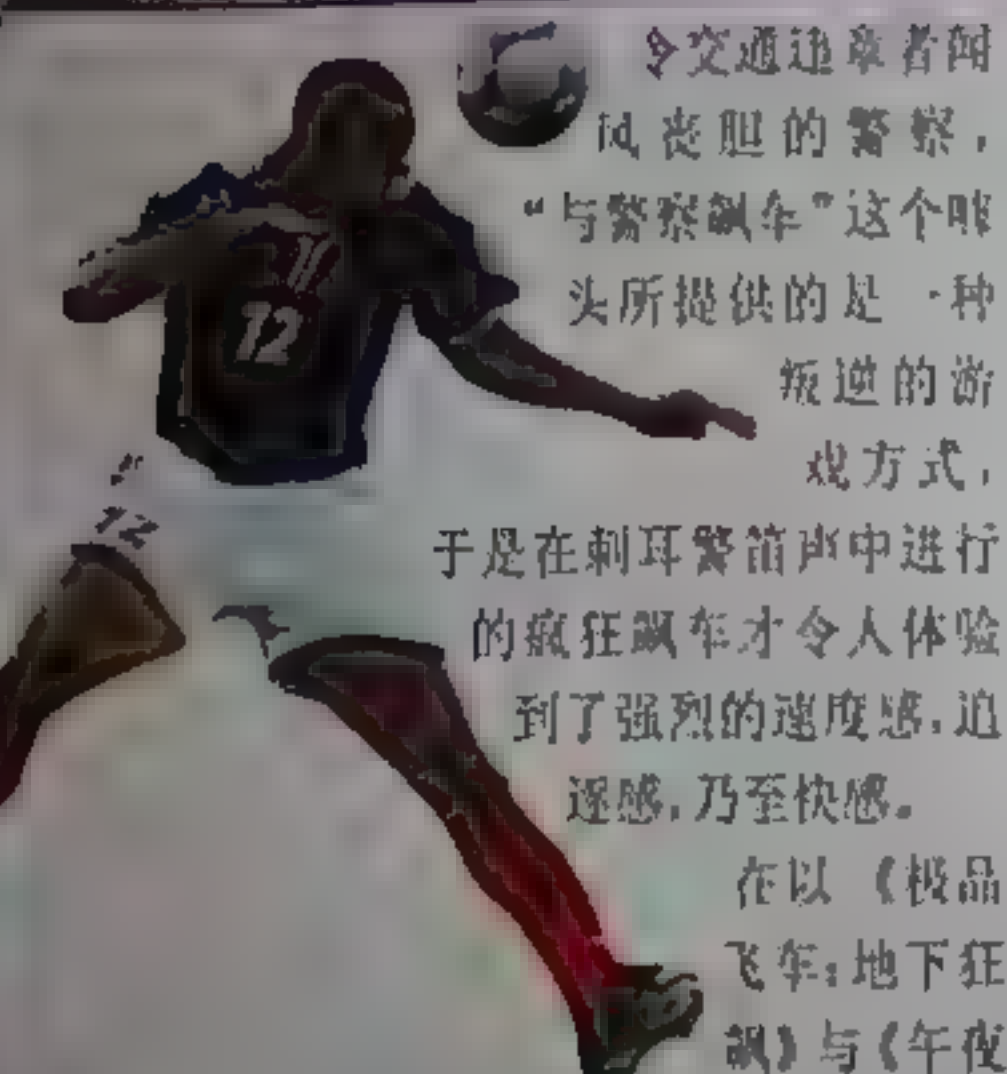 令交通违章者闻
风丧胆的警察，
“与警察飙车”这个噱
头所提供的是一种
叛逆的游
戏方式，
于是在刺耳警笛声中进行
的疯狂飙车才令人体验
到了强烈的速度感，追
逐感，乃至快感。
在以《极品
飞车：地下狂
飙》与《午夜
12
12